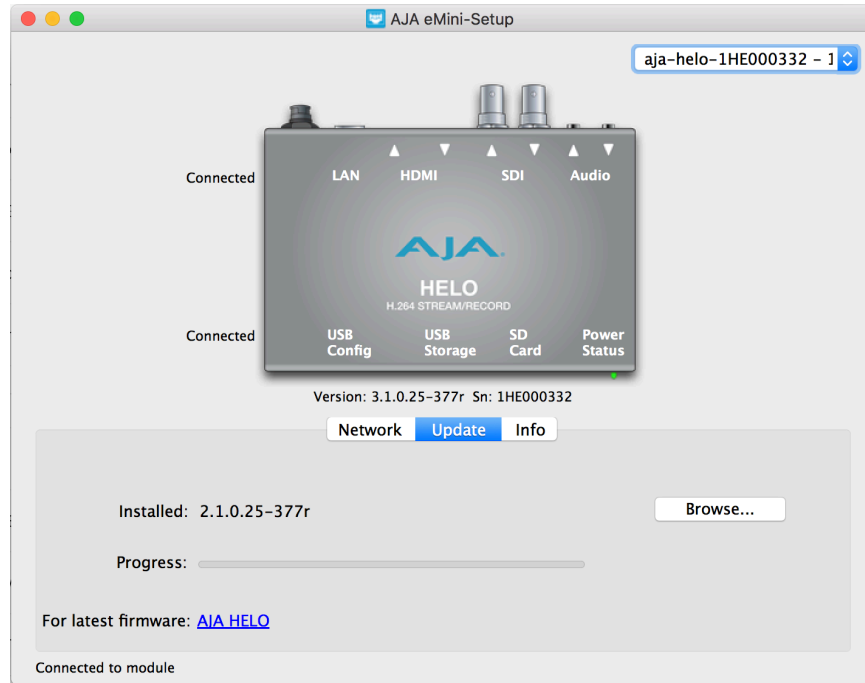 AJA eMini-Setup
aja-helo-1HE000332 - 1
Connected
LAN HDMI SDI Audio
AJA
HELO
H.264 STREAM/RECORD
Connected
USB Config
USB Storage
SD Card
Power Status
Version: 3.1.0.25-377r Sn: 1HE000332
Network Update Info
Installed: 2.1.0.25-377r
Browse...
Progress:
For latest firmware: AJA HELO
Connected to module